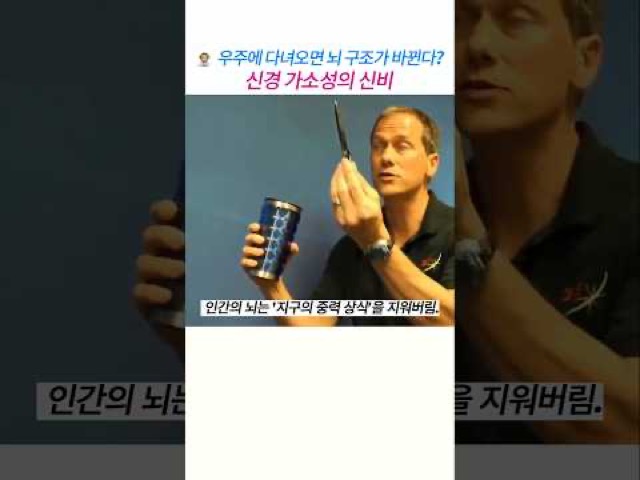 우주에 다녀오면 뇌 구조가 바뀐다?
신경 가소성의 신비
인간의 뇌는 '지구의 중력 상식'을 지워버림.
인간의 뇌는
을 지워버림.